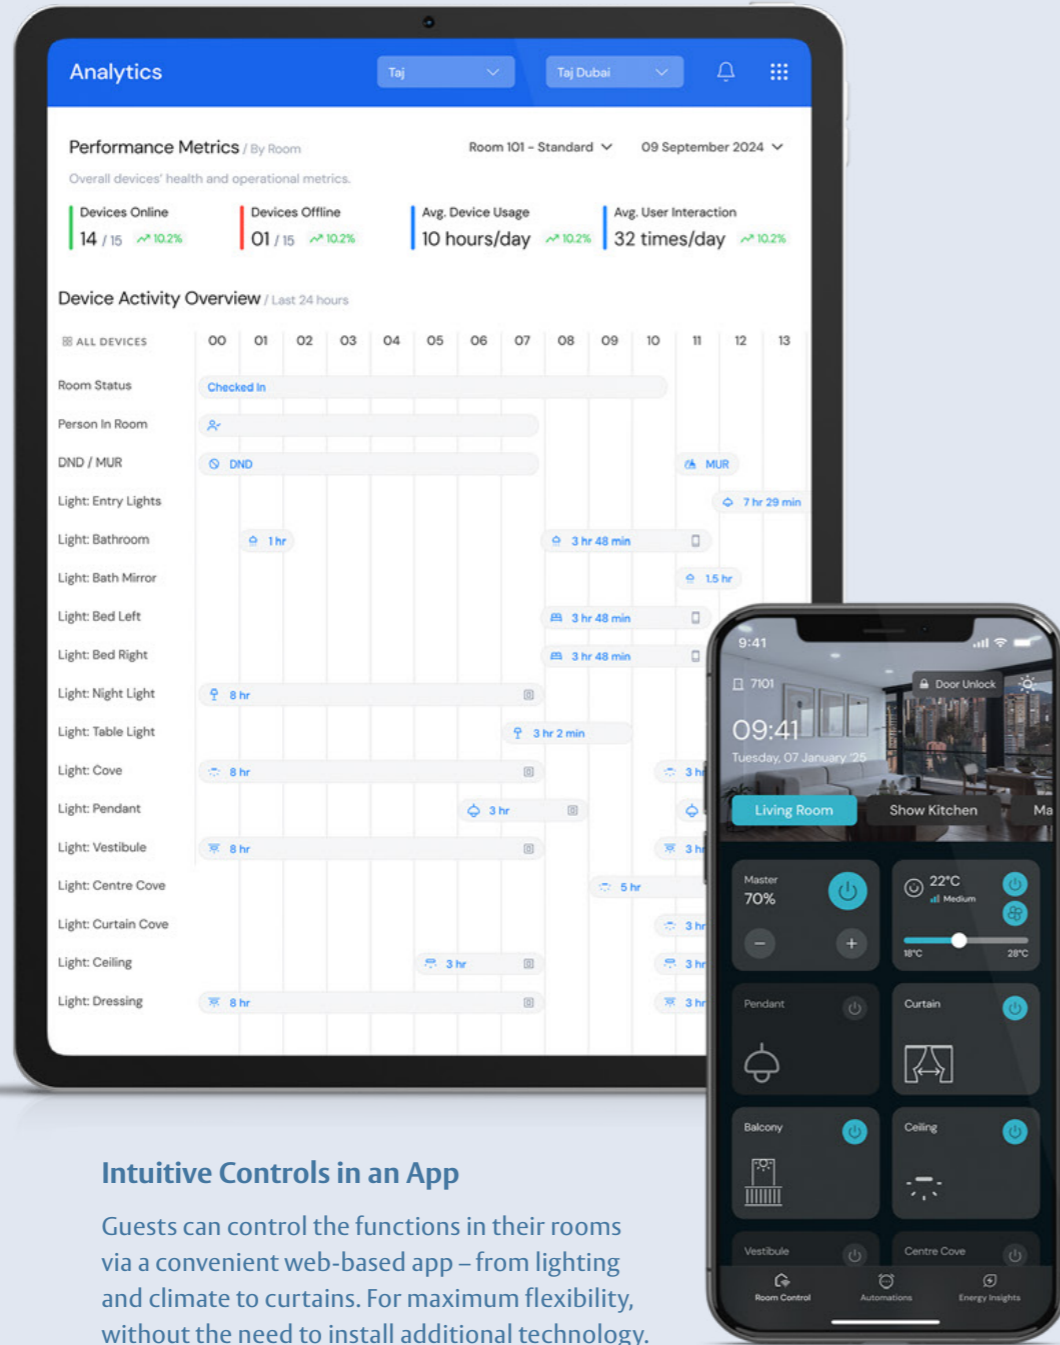 Analytics
Taj
Taj Dubai
Performance Metrics / By Room
Room 101 - Standard
09 September 2024
Overall devices' health and operational metrics.
Devices Online
14 / 15 10.2%
Devices Offline
01 / 15 10.2%
Avg. Device Usage
10 hours/day 10.2%
Avg. User Interaction
32 times/day 10.2%
Device Activity Overview / Last 24 hours
ALL DEVICES 00 01 02 03 04 05 06 07 08 09 10 11 12 13
Room Status Checked In
Person In Room
DND / MUR DND MUR
Light: Entry Lights 7 hr 29 min
Light: Bathroom 1 hr 3 hr 48 min
Light: Bath Mirror 1.5 hr
Light: Bed Left 3 hr 48 min
Light: Bed Right 3 hr 48 min
Light: Night Light 8 hr
Light: Table Light 3 hr 2 min
Light: Cove 8 hr 3 hr
Light: Pendant 3 hr
Light: Vestibule 8 hr 3 hr
Light: Centre Cove 5 hr
Light: Curtain Cove 3 hr
Light: Ceiling 3 hr 3 hr
Light: Dressing 8 hr 3 hr
9:41
7101
Door Unlock
09:41
Tuesday, 07 January '25
Living Room
Show Kitchen
Ma
Master
70%
22°C
Medium
18°C 28°C
Pendant
Curtain
Balcony
Ceiling
Vestibule
Centre Cove
Room Control
Automations
Energy Insights
Intuitive Controls in an App
Guests can control the functions in their rooms
via a convenient web-based app – from lighting
and climate to curtains. For maximum flexibility,
without the need to install additional technology.